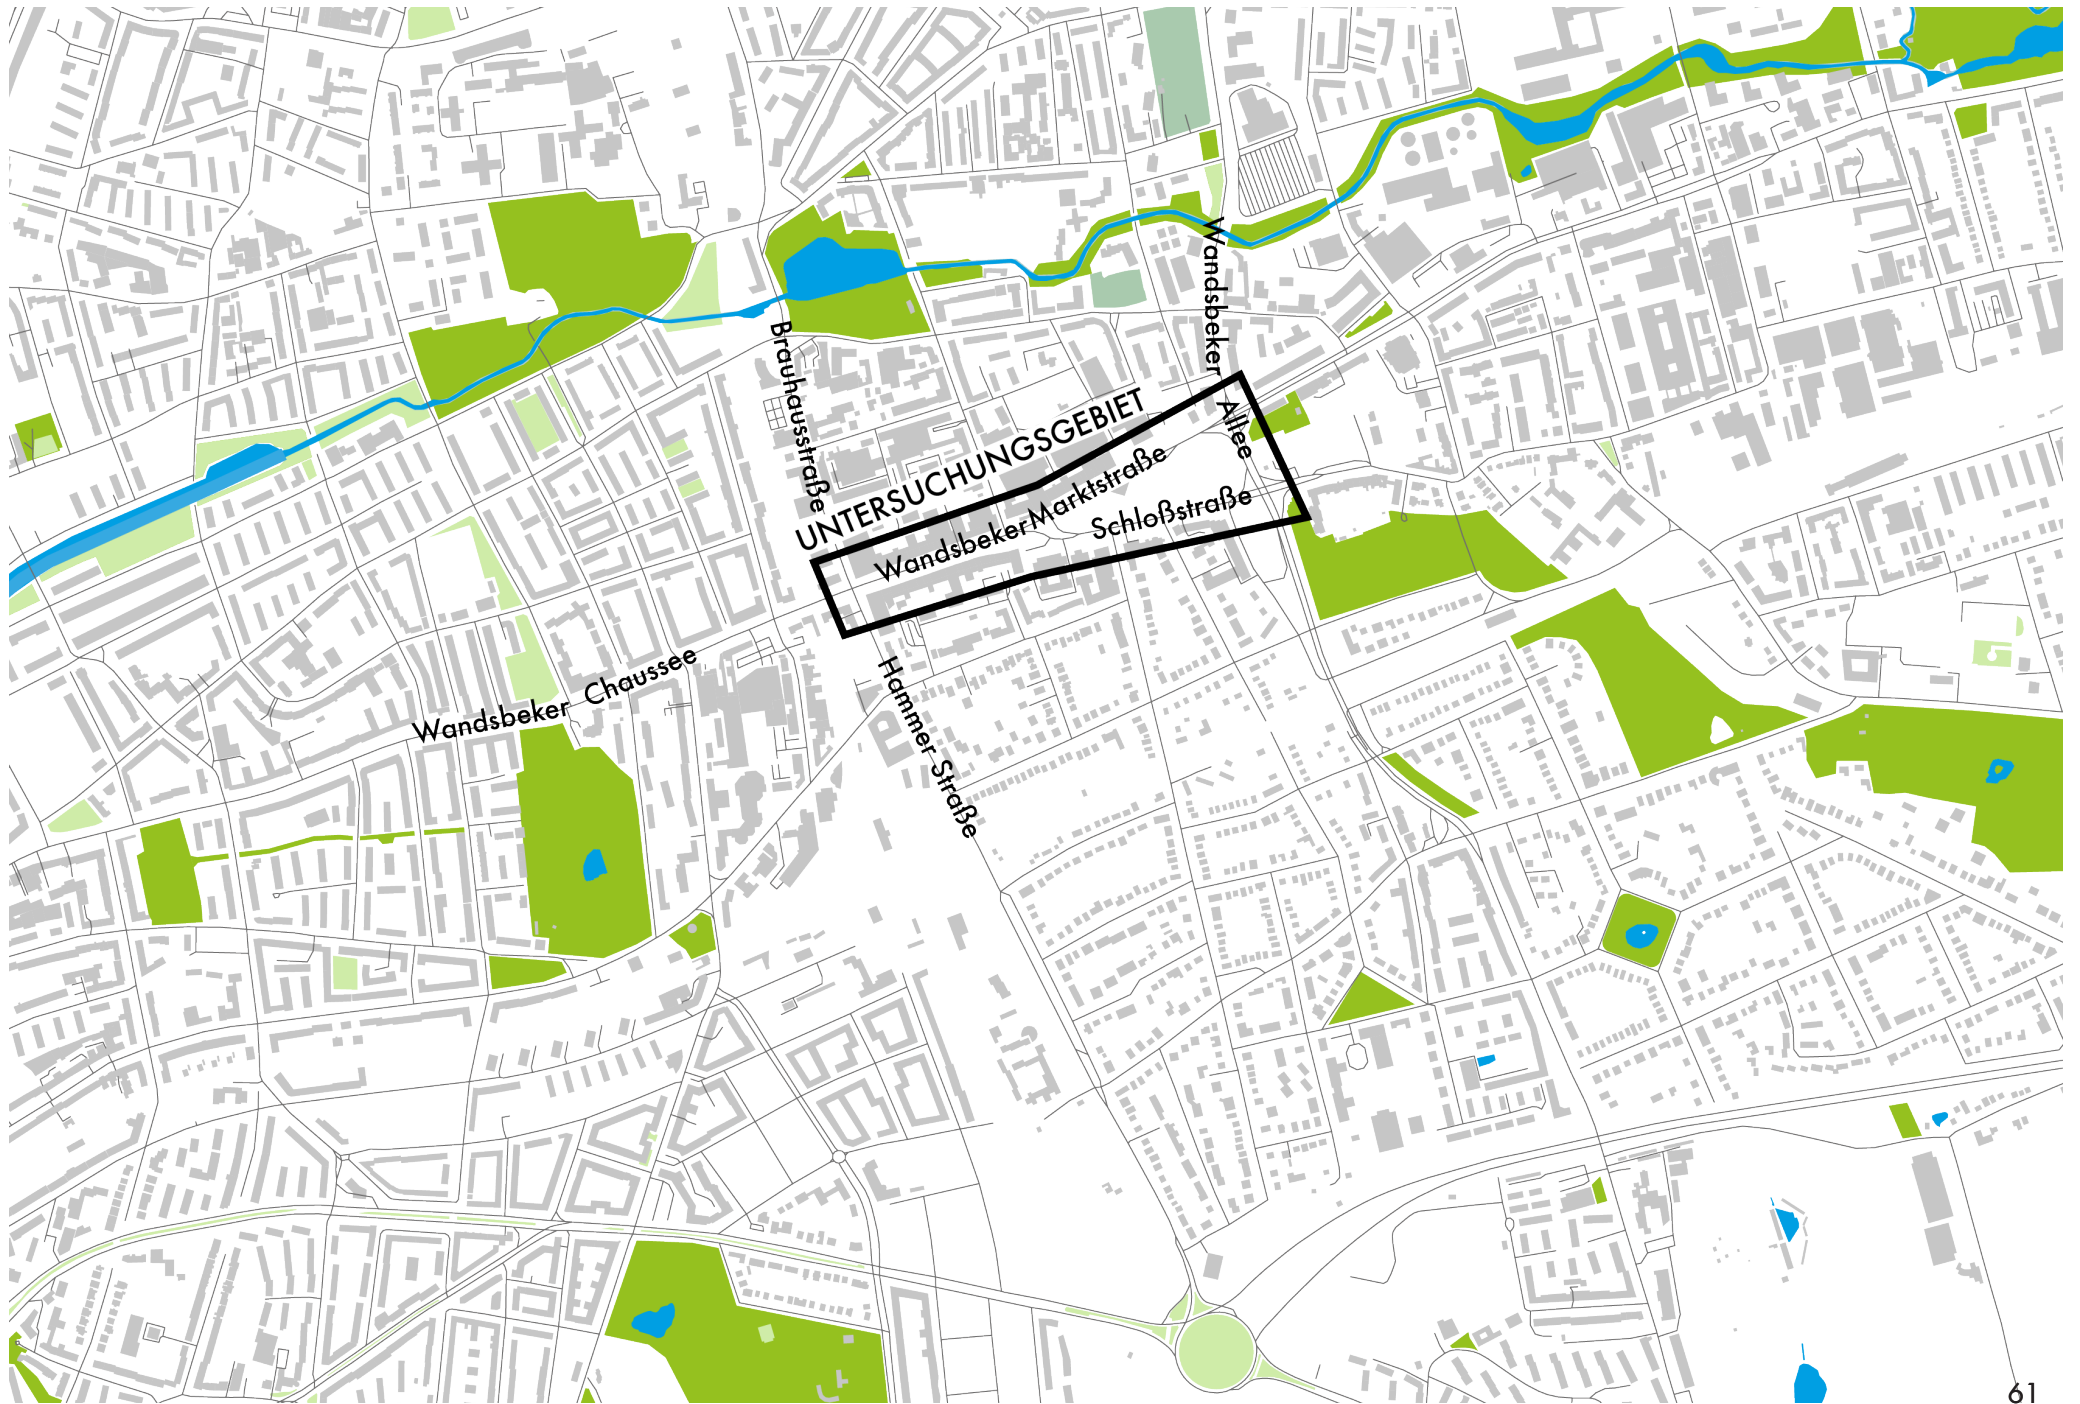 Wandsbeker Allee
Brauhausstraße
UNTERSUCHUNGSGEBIET
Wandsbeker Marktstraße
Schloßstraße
Wandsbeker Chaussee
Hammer Straße
61